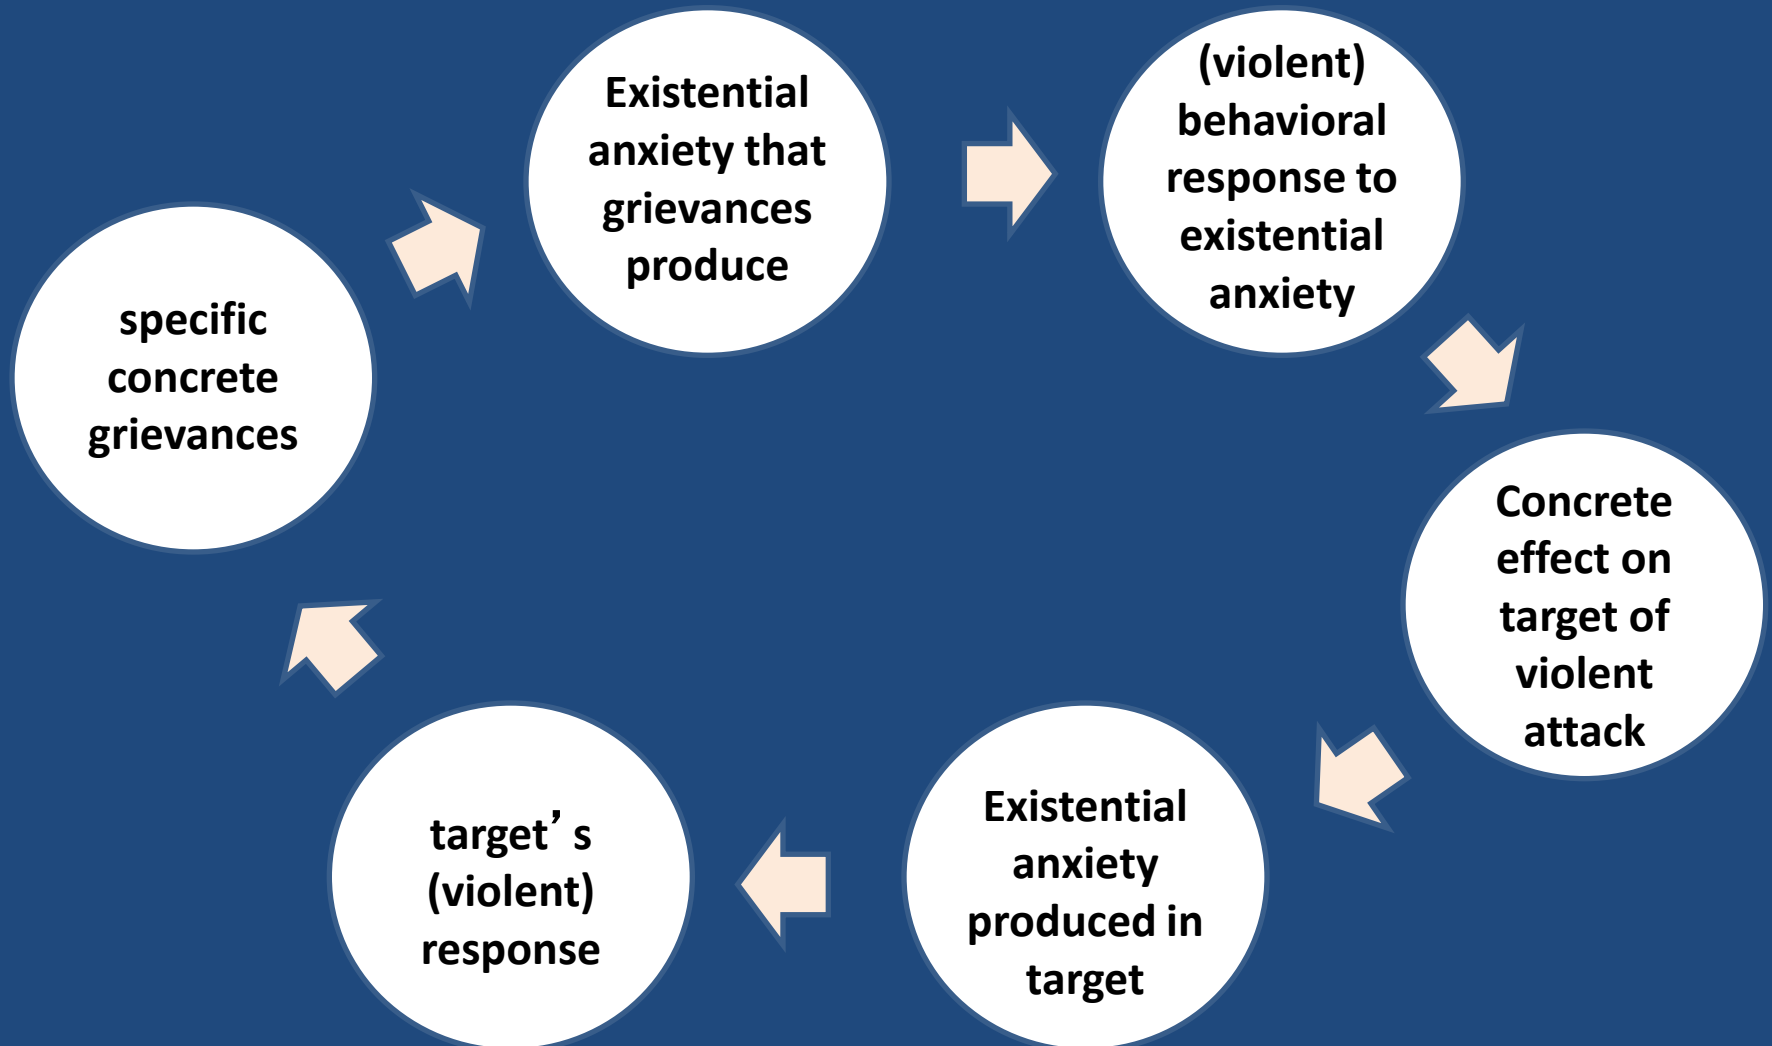 specific
concrete
grievances
Existential
anxiety that
grievances
produce
(violent)
behavioral
response to
existential
anxiety
Concrete
effect on
target of
violent
attack
Existential
anxiety
produced in
target
target’ s
(violent)
response